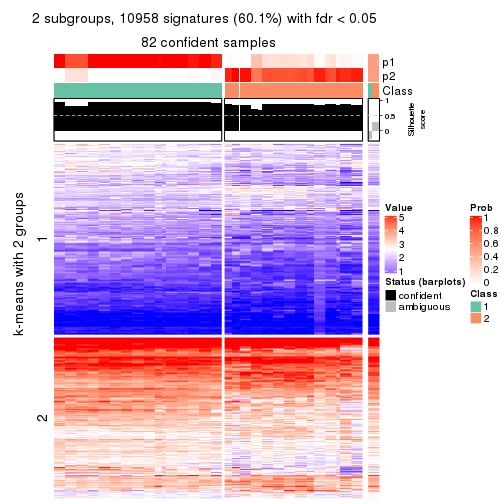 2 subgroups, 10958 signatures (60.1%) with fdr < 0.05
82 confident samples
p1
p2
Class
1
0.5
0
Silhouette
score
k-means with 2 groups
1
2
Value
5
4
3
2
1
Status (barplots)
confident
ambiguous
Prob
1
0.8
0.6
0.4
0.2
0
Class
1
2